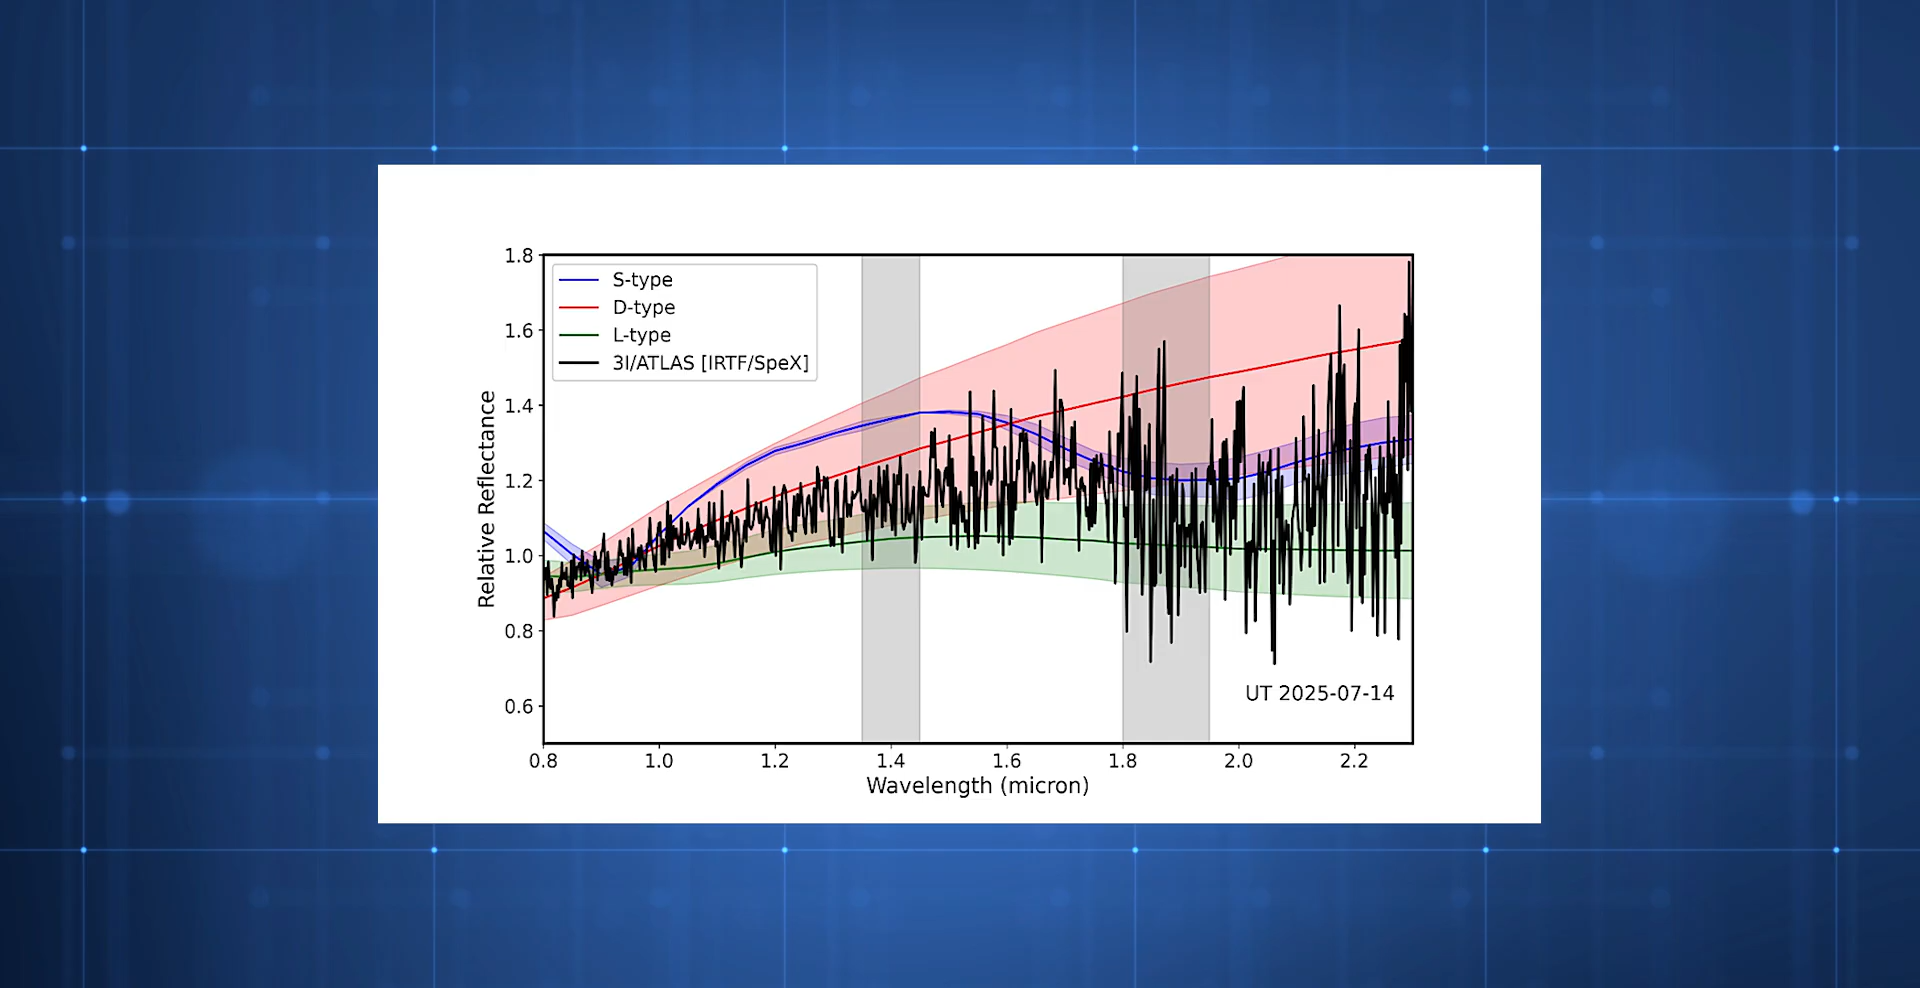 S-type
D-type
L-type
3I/ATLAS [IRTF/SpeX]
1.8
1.6
1.4
1.2
1.0
0.8
0.6
Relative Reflectance
UT 2025-07-14
0.8 1.0 1.2 1.4 1.6 1.8 2.0 2.2
Wavelength (micron)